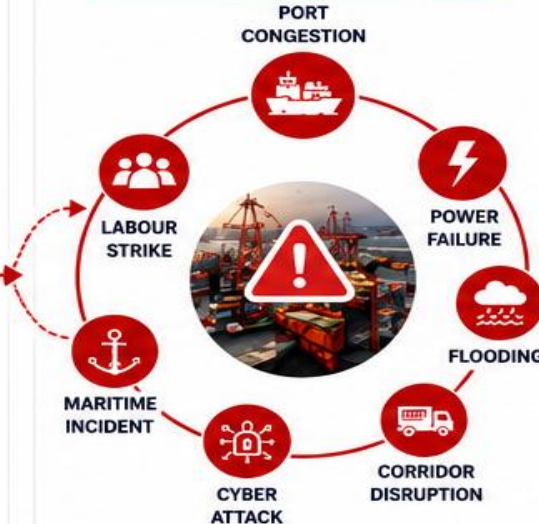 PORT
CONGESTION
POWER
FAILURE
FLOODING
CORRIDOR
DISRUPTION
CYBER
ATTACK
MARITIME
INCIDENT
LABOUR
STRIKE